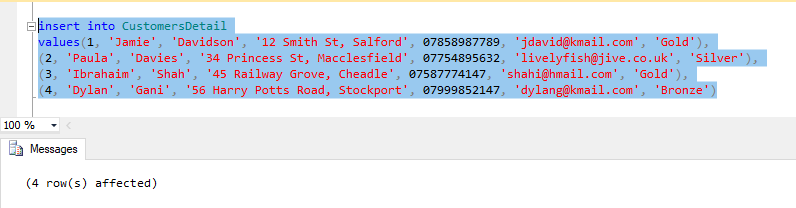 insert into CustomersDetail
values(1, 'Jamie', 'Davidson', '12 Smith St, Salford', 07858987789, 'jdavid@kmail.com', 'Gold'),
(2, 'Paula', 'Davies', '34 Princess St, Macclesfield', 07754895632, 'livelyfish@jive.co.uk', 'Silver'),
(3, 'Ibrahaim', 'Shah', '45 Railway Grove, Cheadle', 07587774147, 'shahi@hmail.com', 'Gold'),
(4, 'Dylan', 'Gani', '56 Harry Potts Road, Stockport', 07999852147, 'dylang@kmail.com', 'Bronze')
100 %
Messages
(4 row(s) affected)